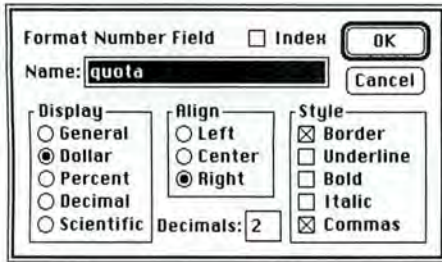 Format Number Field
Index
OK
Name: quota
Cancel
Display
General
Dollar
Percent
Decimal
Scientific
Align
Left
Center
Right
Decimals: 2
Style
Border
Underline
Bold
Italic
Commas